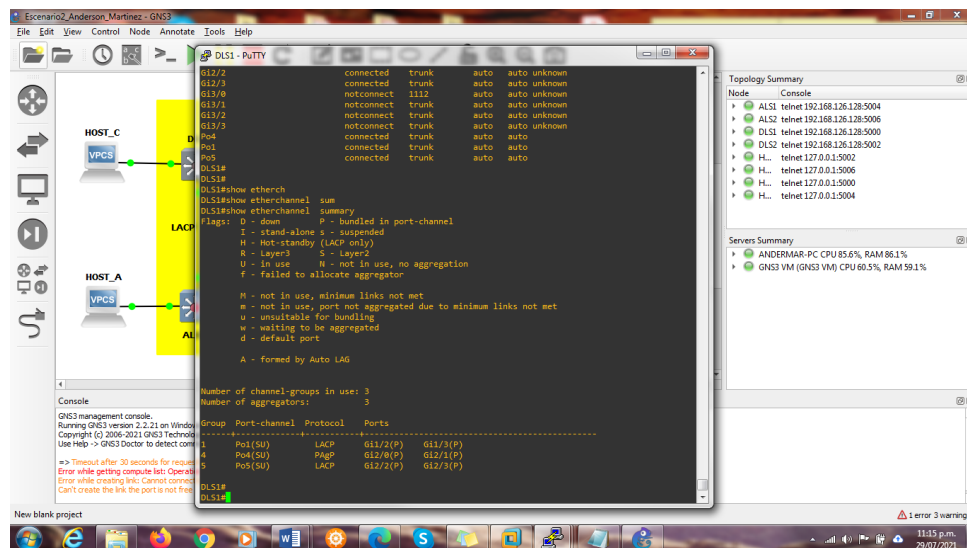 Escenario2_Anderson_Martinez - GNS3
File Edit View Control Node Annotate Tools Help
DLS1 - PuTTY
Gi2/2 connected trunk auto auto unknown
Gi2/3 connected trunk auto auto unknown
Gi3/0 notconnect 1112 auto auto unknown
Gi3/1 notconnect trunk auto auto unknown
Gi3/2 notconnect trunk auto auto unknown
Gi3/3 notconnect trunk auto auto unknown
Po4 connected trunk auto auto
Po1 connected trunk auto auto
Po5 connected trunk auto auto
DLS1#
DLS1#
DLS1#show etherch
DLS1#show etherchannel sum
DLS1#show etherchannel summary
Flags: D - down P - bundled in port-channel
I - stand-alone s - suspended
H - Hot-standby (LACP only)
R - Layer3 S - Layer2
U - in use N - not in use, no aggregation
f - failed to allocate aggregator
M - not in use, minimum links not met
m - not in use, port not aggregated due to minimum links not met
u - unsuitable for bundling
w - waiting to be aggregated
d - default port
A - formed by Auto LAG
Number of channel-groups in use: 3
Number of aggregators: 3
Group Port-channel Protocol Ports
------+-------------+-----------+-----------------------------------------------
1 Po1(SU) LACP Gi1/2(P) Gi1/3(P)
4 Po4(SU) PAgP Gi2/0(P) Gi2/1(P)
5 Po5(SU) LACP Gi2/2(P) Gi2/3(P)
DLS1#
DLS1#
HOST_C
VPCS
D
LACP
HOST_A
VPCS
AL
Topology Summary
Node Console
ALS1 telnet 192.168.126.128:5004
ALS2 telnet 192.168.126.128:5006
DLS1 telnet 192.168.126.128:5000
DLS2 telnet 192.168.126.128:5002
H... telnet 127.0.0.1:5002
H... telnet 127.0.0.1:5006
H... telnet 127.0.0.1:5000
H... telnet 127.0.0.1:5004
Servers Summary
ANDERMAR-PC CPU 85.6%, RAM 86.1%
GNS3 VM (GNS3 VM) CPU 60.5%, RAM 59.1%
Console
GNS3 management console.
Running GNS3 version 2.2.21 on Window
Copyright (c) 2006-2021 GNS3 Technolo
Use Help -> GNS3 Doctor to detect com
=> Timeout after 30 seconds for reques
Error while getting compute list: Operati
Error while creating link: Cannot connec
Can't create the link the port is not free
New blank project
1 error 3 warning
11:15 p.m.
29/07/2021